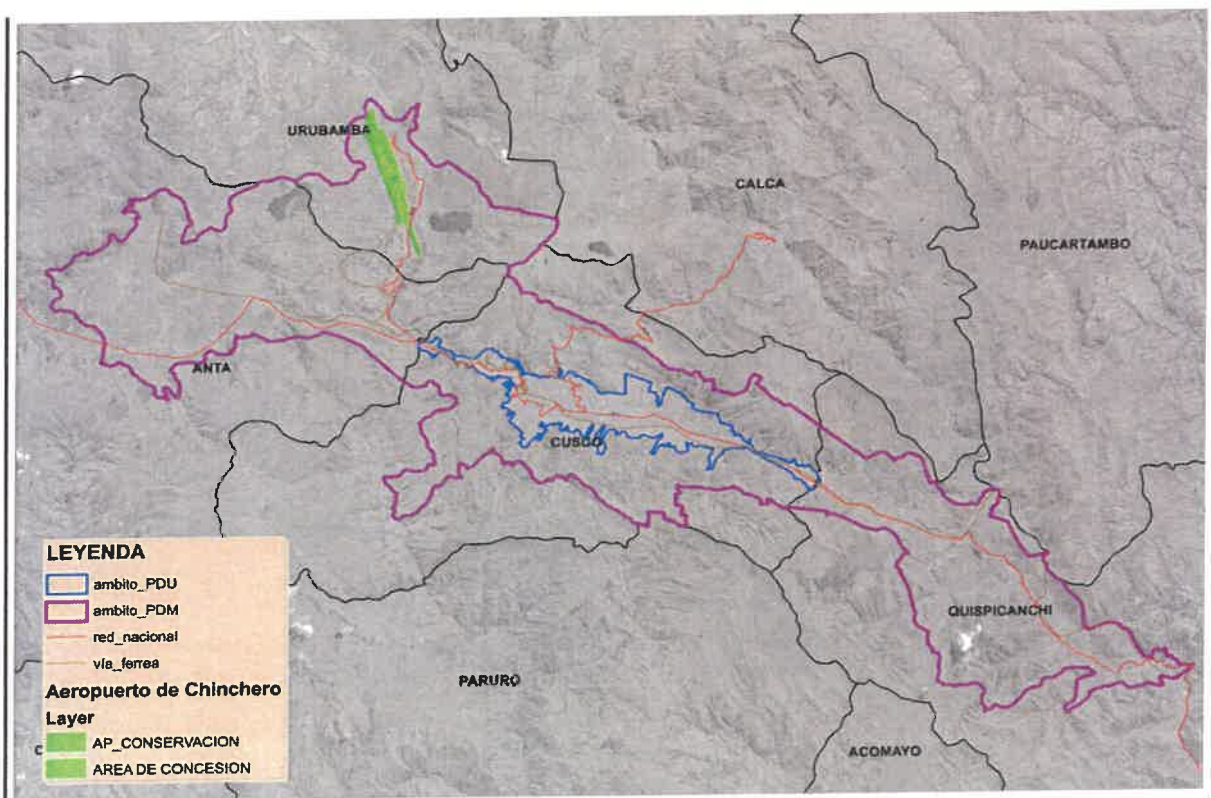 URUBAMBA
CALCA
PAUCARTAMBO
ANTA
CUSCO
LEYENDA
ambito_PDU
ambito_PDM
red_nacional
vía_ferrea
Aeropuerto de Chinchero
Layer
AP_CONSERVACION
AREA DE CONCESION
QUISPICANCHI
PARURO
ACOMAYO